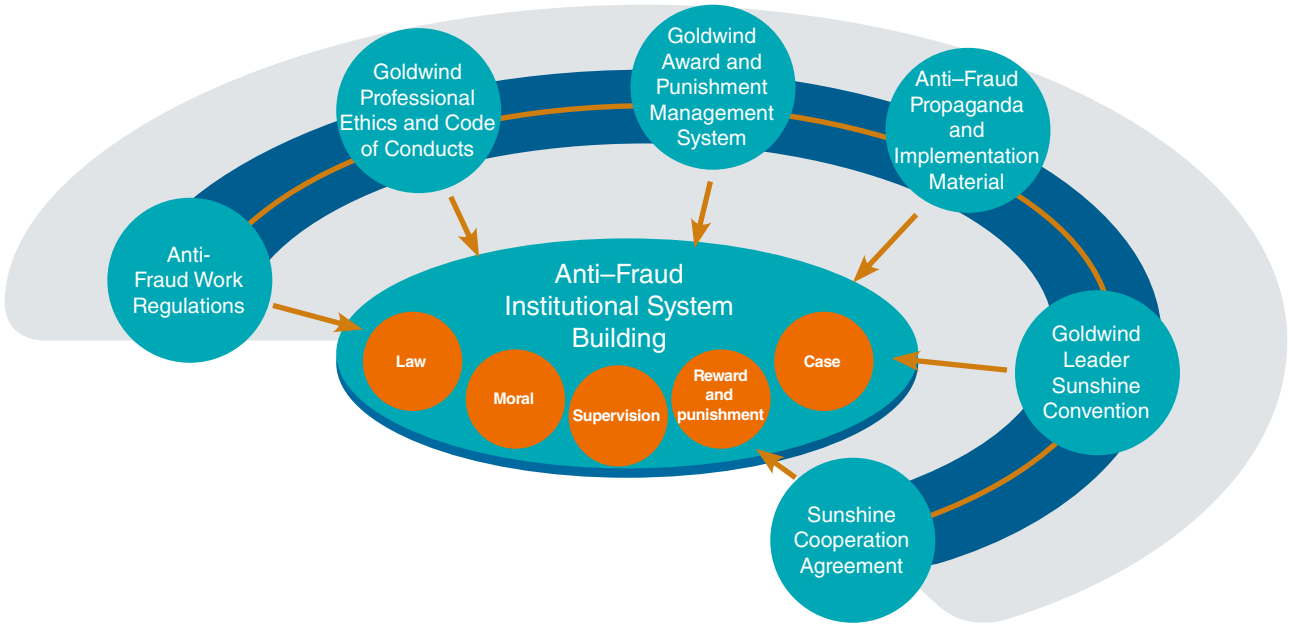 Goldwind
Award and
Punishment
Management
System
Goldwind
Professional
Ethics and Code
of Conducts
Anti–Fraud
Propaganda
and
Implementation
Material
Anti-
Fraud Work
Regulations
Anti–Fraud
Institutional System
Building
Law
Moral
Supervision
Reward
and
punishment
Case
Goldwind
Leader
Sunshine
Convention
Sunshine
Cooperation
Agreement